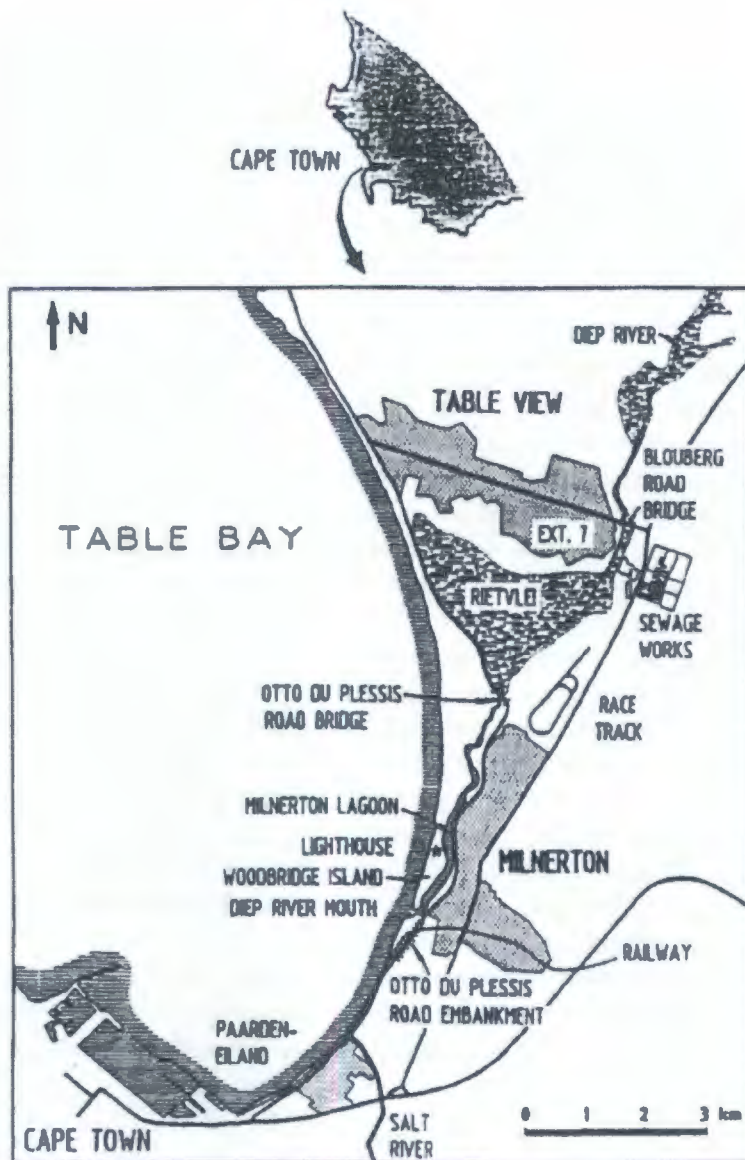 CAPE TOWN
N
DIEP RIVER
TABLE VIEW
BLOUBERG
ROAD
BRIDGE
TABLE BAY
EXT. 7
RIETVLEI
SEWAGE
WORKS
OTTO DU PLESSIS
ROAD BRIDGE
RACE
TRACK
MILNERTON LAGOON
LIGHTHOUSE
WOODBRIDGE ISLAND
MILNERTON
DIEP RIVER MOUTH
RAILWAY
OTTO DU PLESSIS
ROAD EMBANKMENT
PAARDEN-
EILAND
SALT
RIVER
0 1 2 3 km
CAPE TOWN